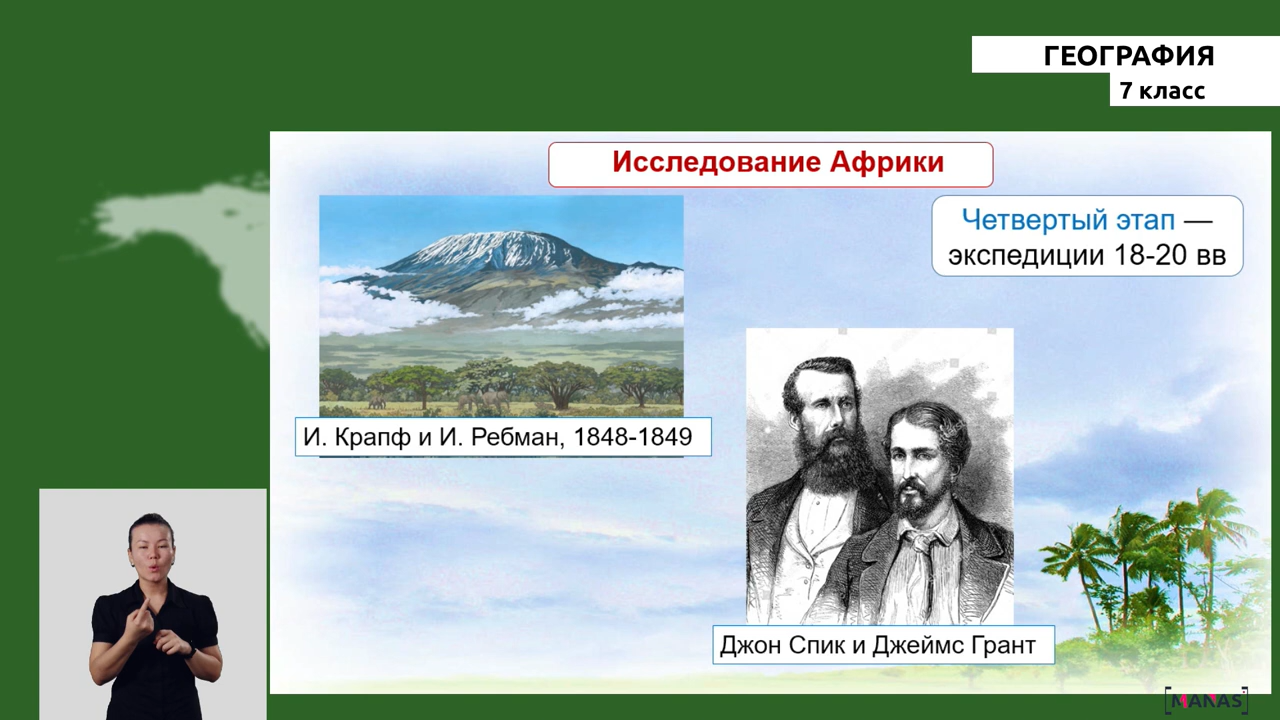 ГЕОГРАФИЯ
7 класс
Исследование Африки
Четвертый этап —
экспедиции 18-20 вв
И. Крапф и И. Ребман, 1848-1849
Джон Спик и Джеймс Грант
[MANAS]